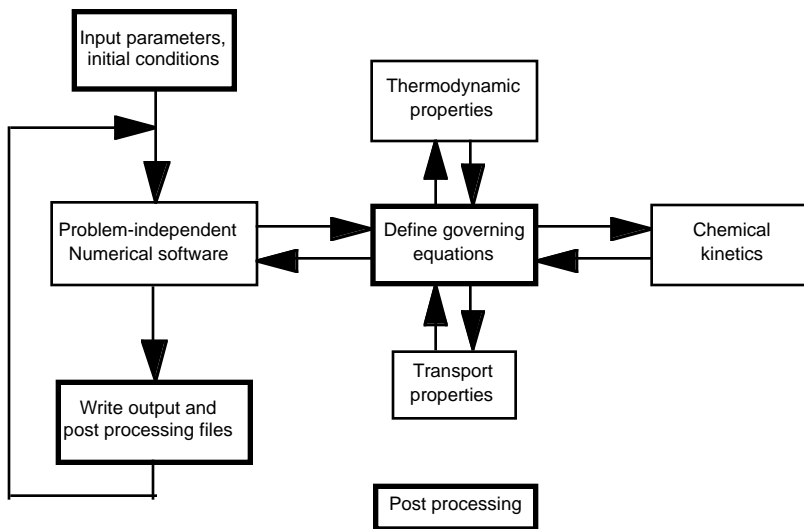 Input parameters,
initial conditions
Thermodynamic
properties
Problem-independent
Numerical software
Define governing
equations
Chemical
kinetics
Transport
properties
Write output and
post processing files
Post processing